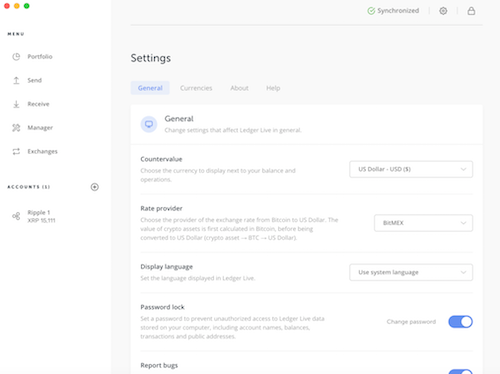 Synchronized
MENU
Portfolio
Send
Receive
Manager
Exchanges
ACCOUNTS (1)
Ripple 1
XRP 15,111
Settings
General
Currencies
About
Help
General
Change settings that affect Ledger Live in general.
Countervalue
Choose the currency to display next to your balance and
operations.
US Dollar - USD ($)
Rate provider
Choose the provider of the exchange rate from Bitcoin to US Dollar. The
value of crypto assets is first calculated in Bitcoin, before being
converted to US Dollar (crypto asset → BTC → US Dollar).
BitMEX
Display language
Set the language displayed in Ledger Live.
Use system language
Password lock
Set a password to prevent unauthorized access to Ledger Live data
stored on your computer, including account names, balances,
transactions and public addresses.
Change password
Report bugs